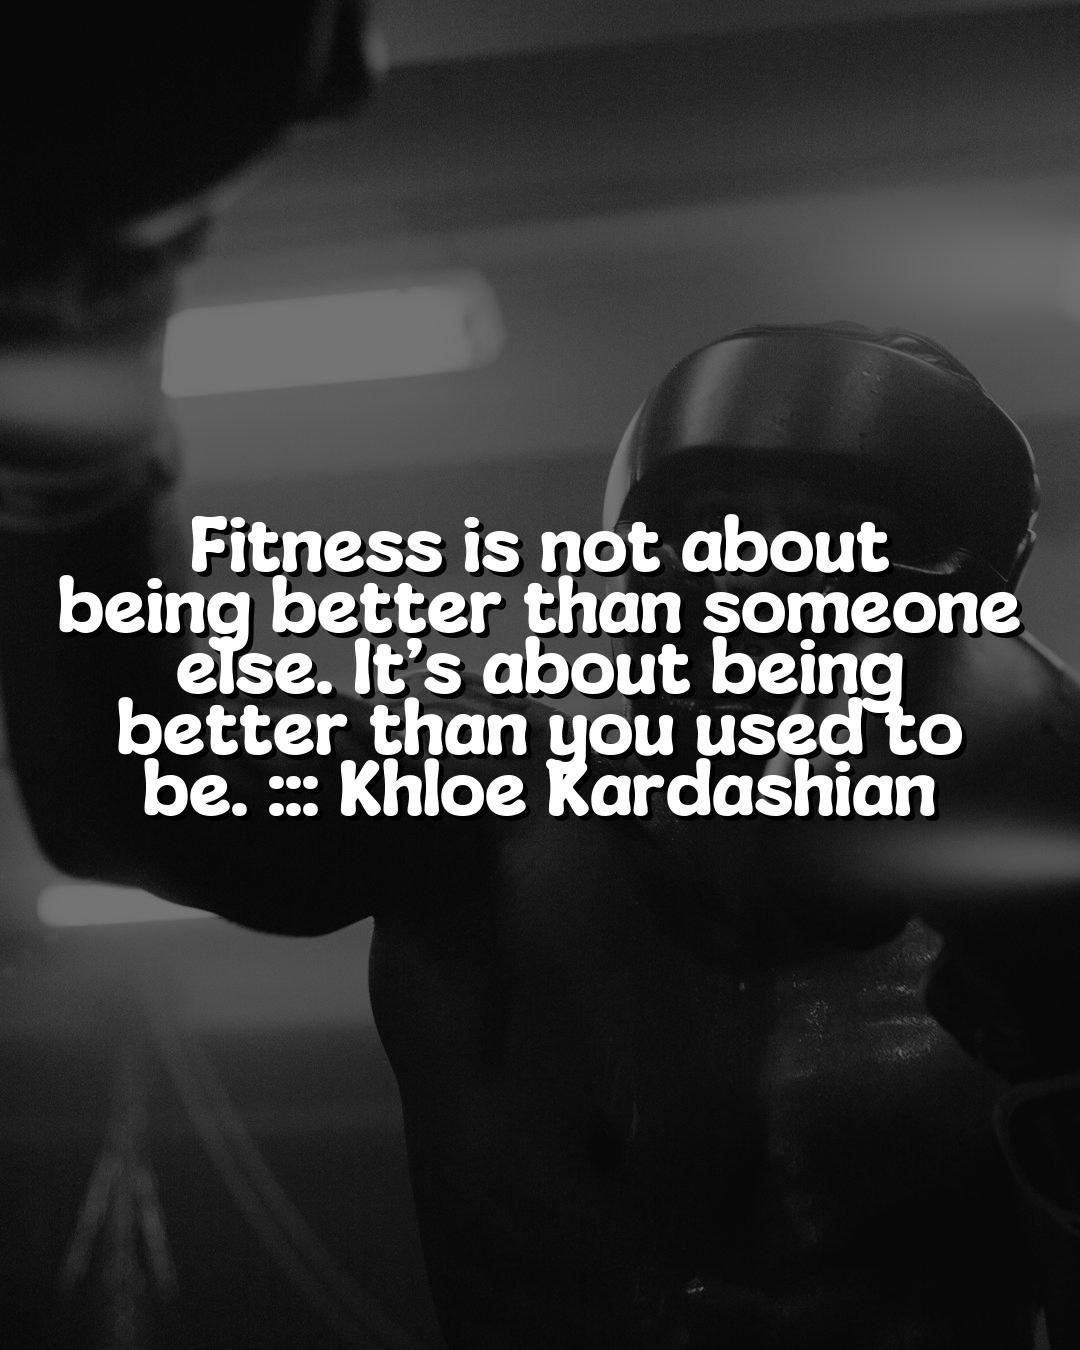 Fitness is not about
being better than someone
else. It’s about being
better than you used to
be. ::: Khloe Kardashian